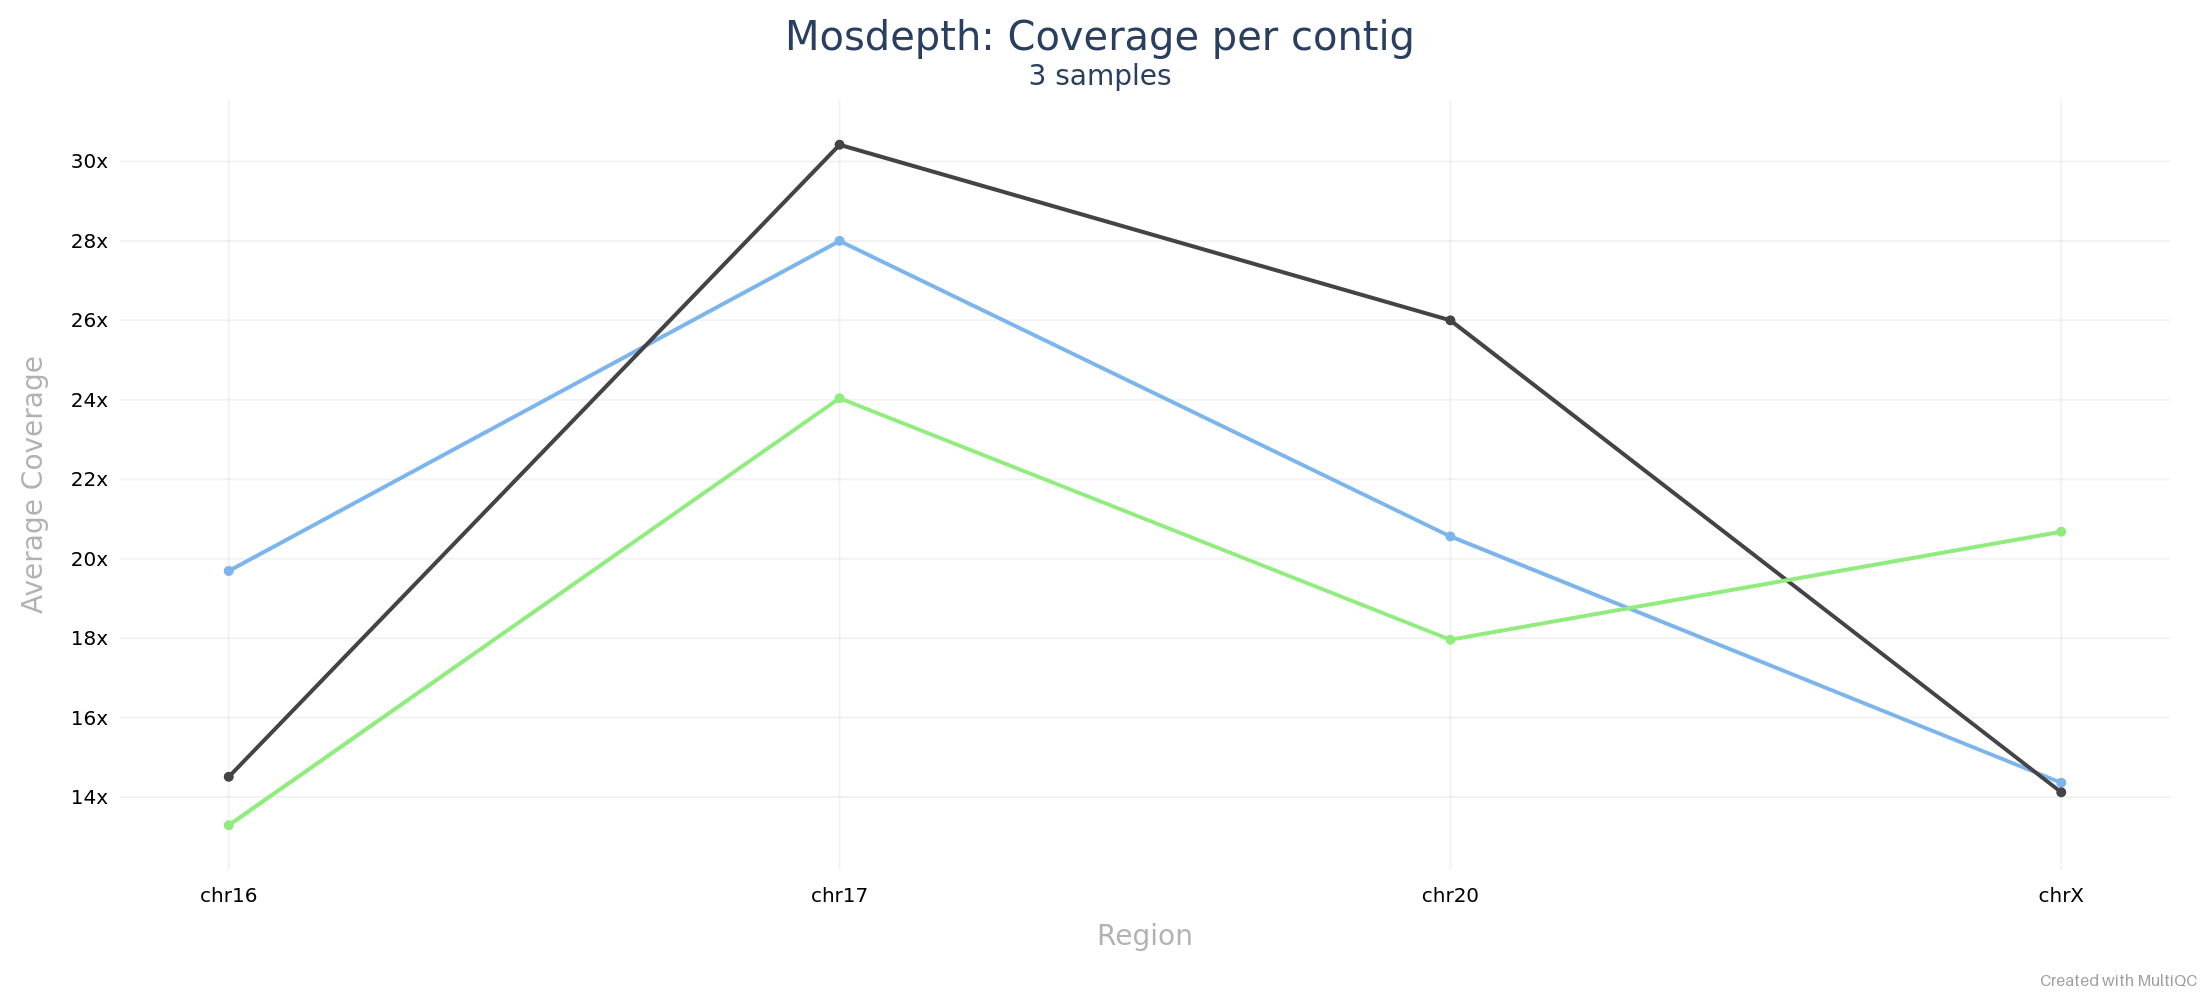 Mosdepth: Coverage per contig
3 samples
Average Coverage
30x
28x
26x
24x
22x
20x
18x
16x
14x
chr16
chr17
chr20
chrX
Region
Created with MultiQC